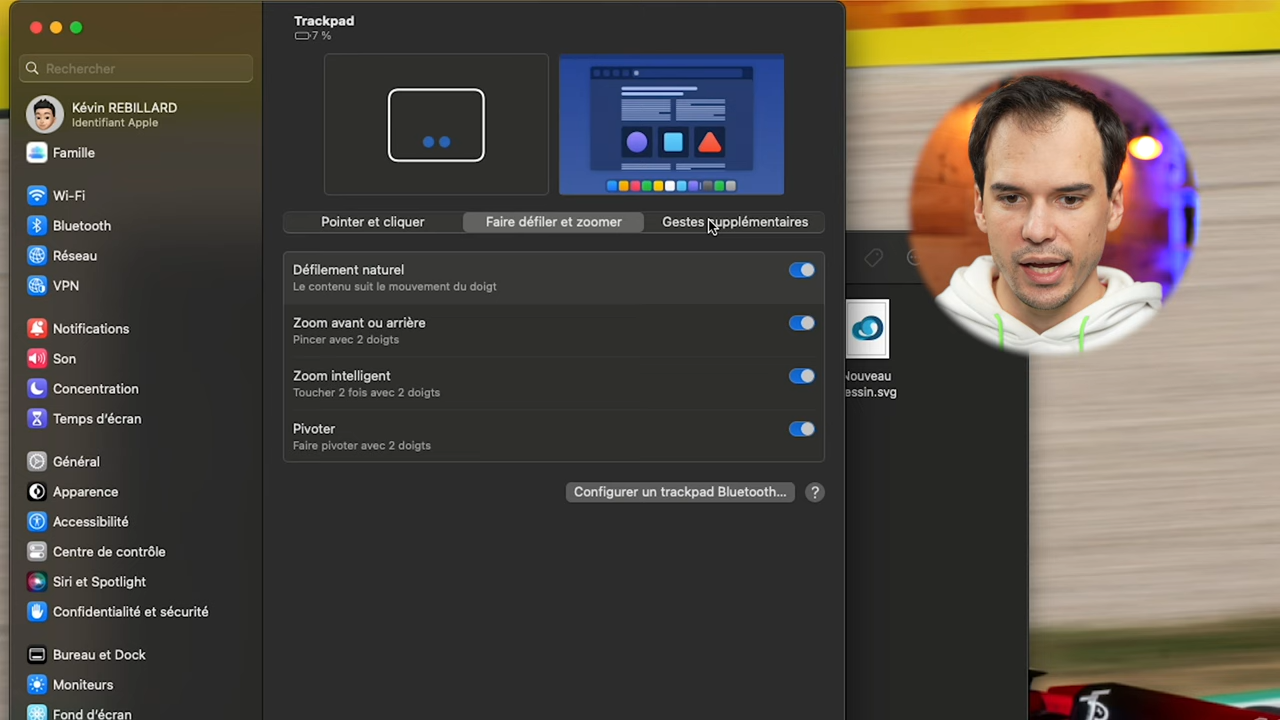 Trackpad
7 %
Rechercher
Kévin REBILLARD
Identifiant Apple
Famille
Wi-Fi
Bluetooth
Réseau
VPN
Notifications
Son
Concentration
Temps d'écran
Général
Apparence
Accessibilité
Centre de contrôle
Siri et Spotlight
Confidentialité et sécurité
Bureau et Dock
Moniteurs
Fond d'écran
Pointer et cliquer
Faire défiler et zoomer
Gestes supplémentaires
Défilement naturel
Le contenu suit le mouvement du doigt
Zoom avant ou arrière
Pincer avec 2 doigts
Zoom intelligent
Toucher 2 fois avec 2 doigts
Pivoter
Faire pivoter avec 2 doigts
Configurer un trackpad Bluetooth...
?
Nouveau
essin.svg